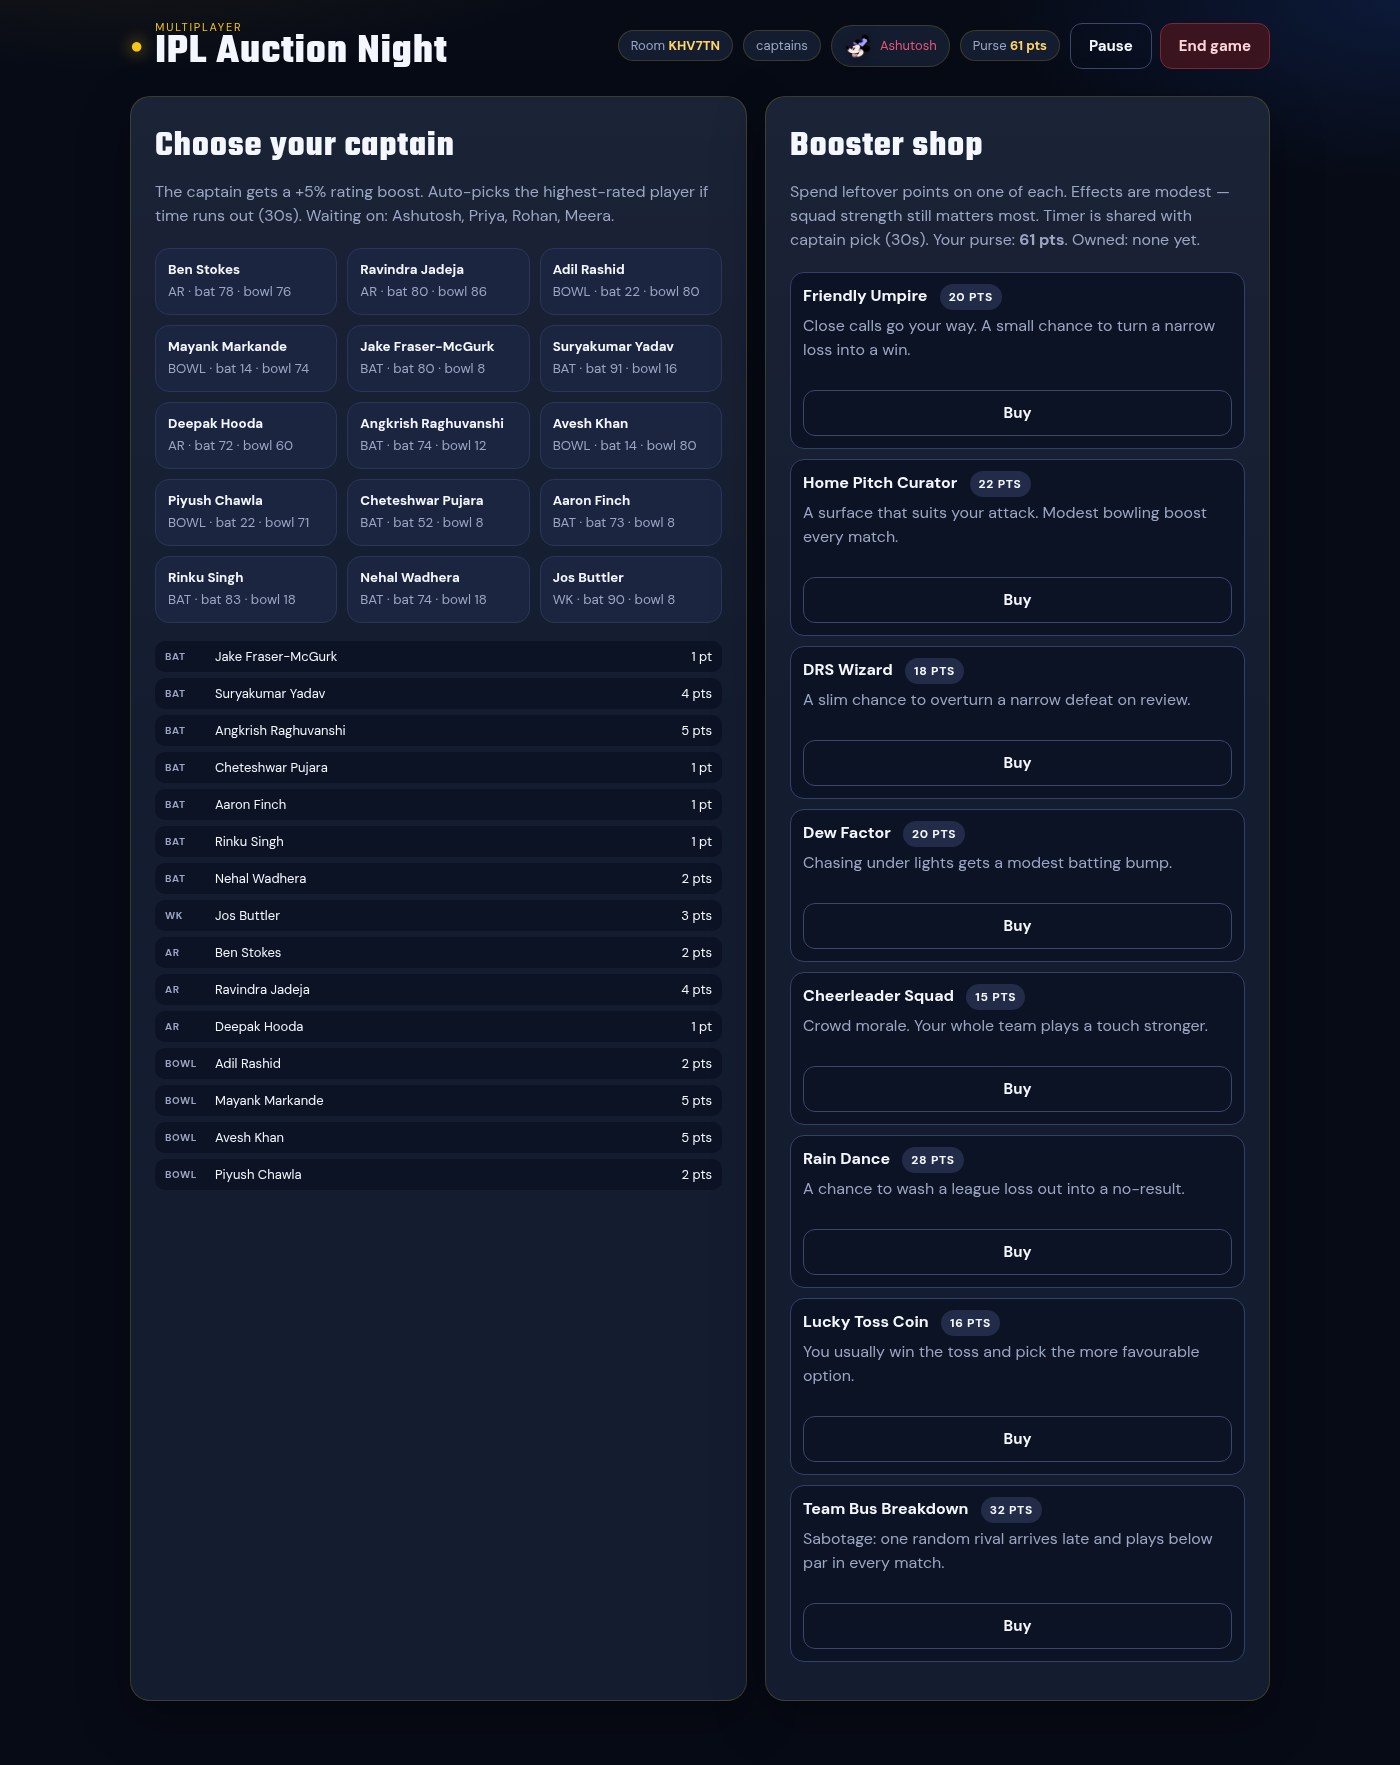 MULTIPLAYER
IPL Auction Night
Room KHV7TN
captains
Ashutosh
Purse 61 pts
Pause
End game
Choose your captain
The captain gets a +5% rating boost. Auto-picks the highest-rated player if
time runs out (30s). Waiting on: Ashutosh, Priya, Rohan, Meera.
Ben Stokes
AR · bat 78 · bowl 76
Ravindra Jadeja
AR · bat 80 · bowl 86
Adil Rashid
BOWL · bat 22 · bowl 80
Mayank Markande
BOWL · bat 14 · bowl 74
Jake Fraser-McGurk
BAT · bat 80 · bowl 8
Suryakumar Yadav
BAT · bat 91 · bowl 16
Deepak Hooda
AR · bat 72 · bowl 60
Angkrish Raghuvanshi
BAT · bat 74 · bowl 12
Avesh Khan
BOWL · bat 14 · bowl 80
Piyush Chawla
BOWL · bat 22 · bowl 71
Cheteshwar Pujara
BAT · bat 52 · bowl 8
Aaron Finch
BAT · bat 73 · bowl 8
Rinku Singh
BAT · bat 83 · bowl 18
Nehal Wadhera
BAT · bat 74 · bowl 18
Jos Buttler
WK · bat 90 · bowl 8
BAT Jake Fraser-McGurk 1 pt
BAT Suryakumar Yadav 4 pts
BAT Angkrish Raghuvanshi 5 pts
BAT Cheteshwar Pujara 1 pt
BAT Aaron Finch 1 pt
BAT Rinku Singh 1 pt
BAT Nehal Wadhera 2 pts
WK Jos Buttler 3 pts
AR Ben Stokes 2 pts
AR Ravindra Jadeja 4 pts
AR Deepak Hooda 1 pt
BOWL Adil Rashid 2 pts
BOWL Mayank Markande 5 pts
BOWL Avesh Khan 5 pts
BOWL Piyush Chawla 2 pts
Booster shop
Spend leftover points on one of each. Effects are modest —
squad strength still matters most. Timer is shared with
captain pick (30s). Your purse: 61 pts. Owned: none yet.
Friendly Umpire 20 PTS
Close calls go your way. A small chance to turn a narrow
loss into a win.
Buy
Home Pitch Curator 22 PTS
A surface that suits your attack. Modest bowling boost
every match.
Buy
DRS Wizard 18 PTS
A slim chance to overturn a narrow defeat on review.
Buy
Dew Factor 20 PTS
Chasing under lights gets a modest batting bump.
Buy
Cheerleader Squad 15 PTS
Crowd morale. Your whole team plays a touch stronger.
Buy
Rain Dance 28 PTS
A chance to wash a league loss out into a no-result.
Buy
Lucky Toss Coin 16 PTS
You usually win the toss and pick the more favourable
option.
Buy
Team Bus Breakdown 32 PTS
Sabotage: one random rival arrives late and plays below
par in every match.
Buy